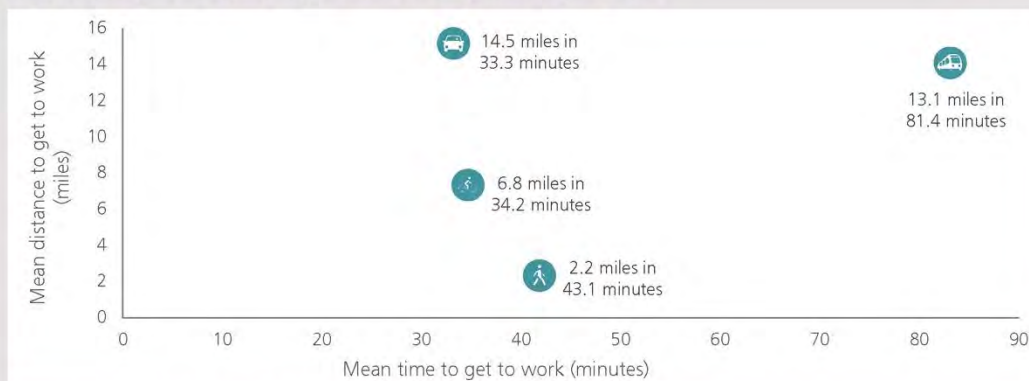 16
14
12
10
8
6
4
2
0
Mean distance to get to work
(miles)
14.5 miles in
33.3 minutes
13.1 miles in
81.4 minutes
6.8 miles in
34.2 minutes
2.2 miles in
43.1 minutes
0 10 20 30 40 50 60 70 80 90
Mean time to get to work (minutes)